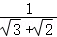 1
√3 + √2